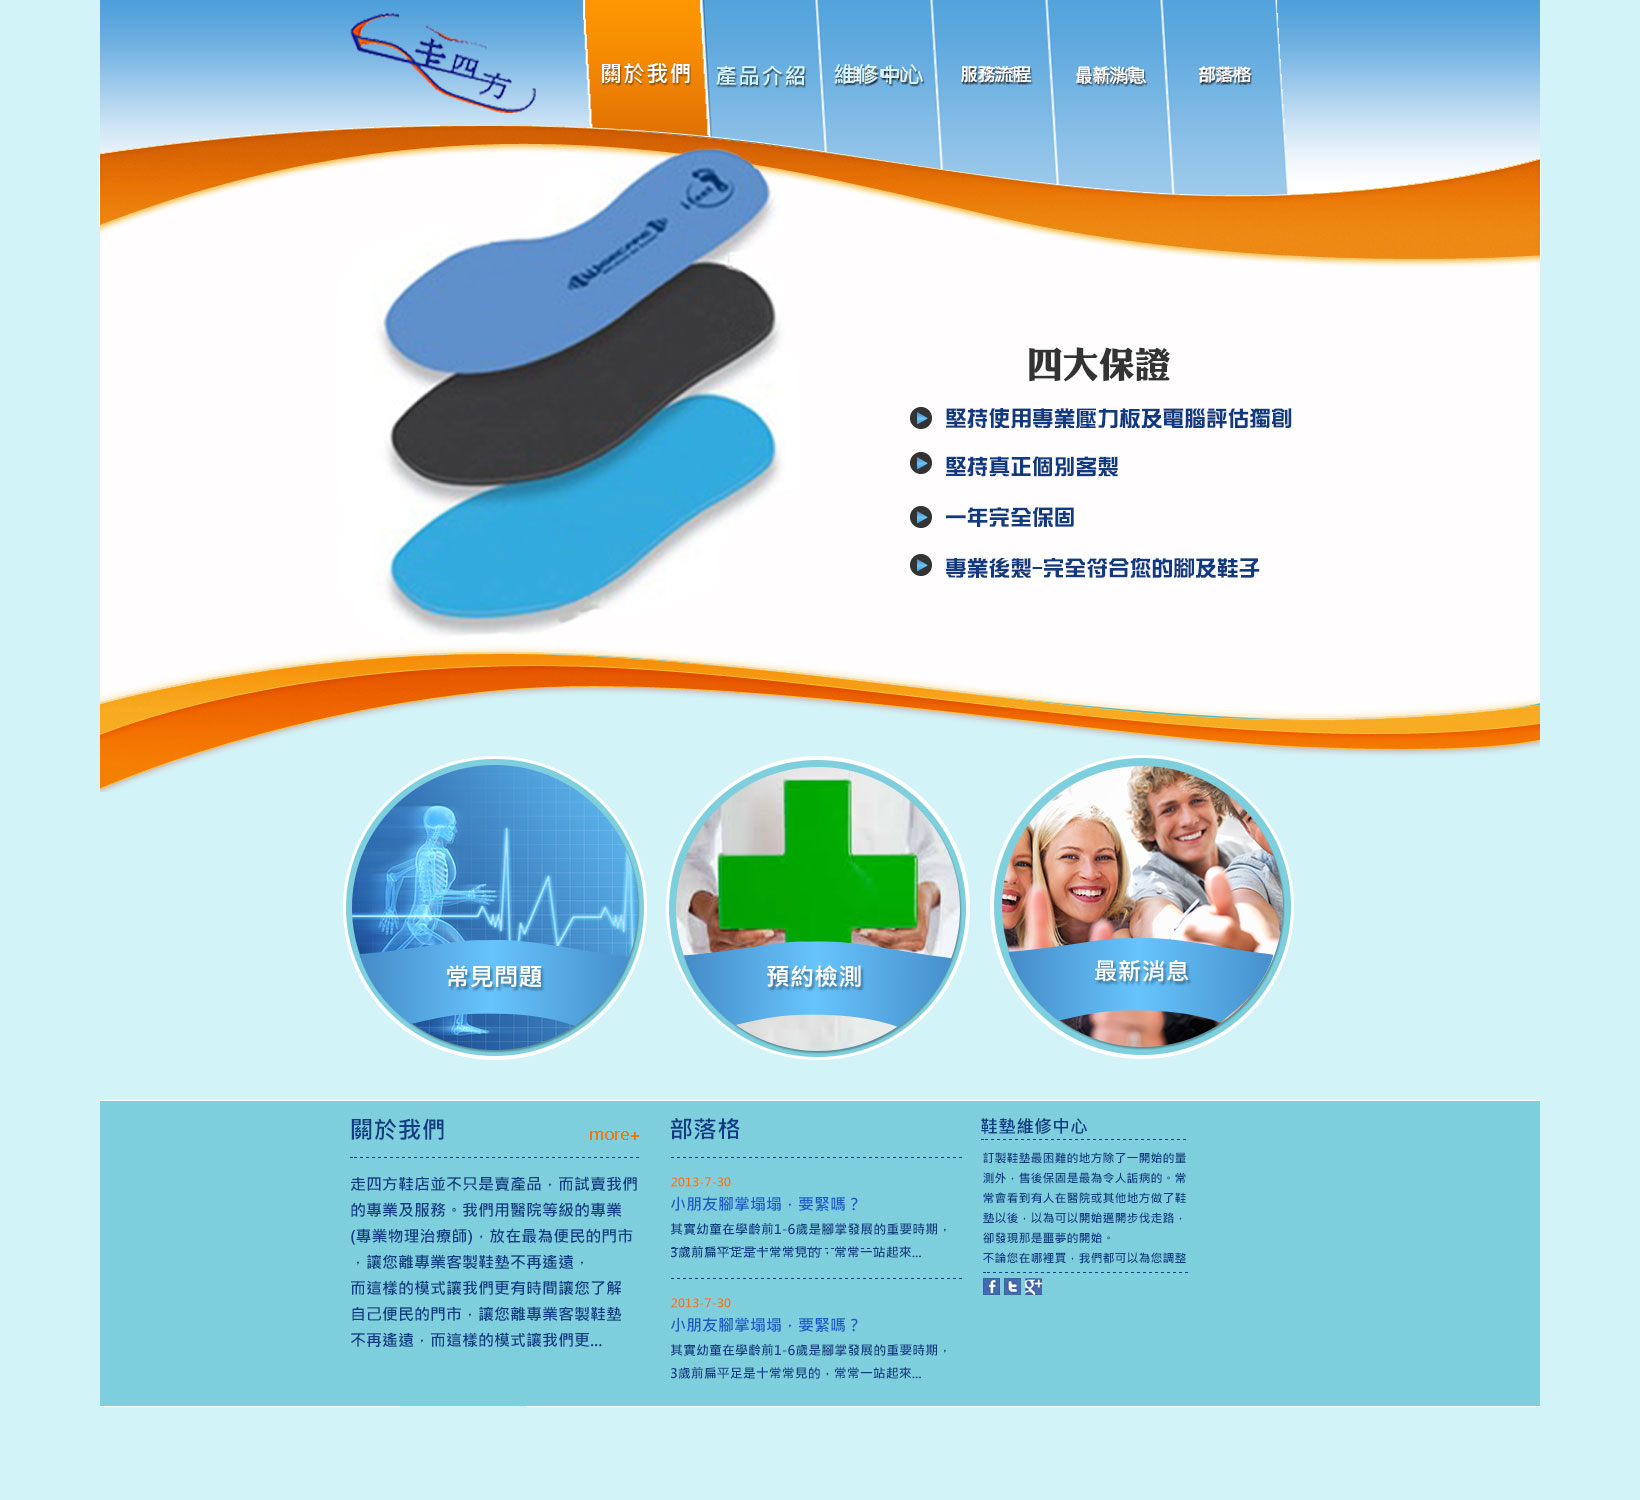 走四方
關於我們
產品介紹
維修中心
服務流程
最新消息
部落格
四大保證
堅持使用專業壓力板及電腦評估獨創
堅持真正個別客製
一年完全保固
專業後製-完全符合您的腳及鞋子
常見問題
預約檢測
最新消息
關於我們
more+
走四方鞋店並不只是賣產品，而試賣我們
的專業及服務。我們用醫院等級的專業
(專業物理治療師)，放在最為便民的門市
，讓您離專業客製鞋墊不再遙遠，
而這樣的模式讓我們更有時間讓您了解
自己便民的門市，讓您離專業客製鞋墊
不再遙遠，而這樣的模式讓我們更...
部落格
2013-7-30
小朋友腳掌塌塌，要緊嗎？
其實幼童在學齡前1-6歲是腳掌發展的重要時期，
3歲前扁平足是十常常見的，常常一站起來...
2013-7-30
小朋友腳掌塌塌，要緊嗎？
其實幼童在學齡前1-6歲是腳掌發展的重要時期，
3歲前扁平足是十常常見的，常常一站起來...
鞋墊維修中心
訂製鞋墊最困難的地方除了一開始的量
測外，售後保固是最為令人詬病的。常
常會看到有人在醫院或其他地方做了鞋
墊以後，以為可以開始邁開步伐走路，
卻發現那是噩夢的開始。
不論您在哪裡買，我們都可以為您調整